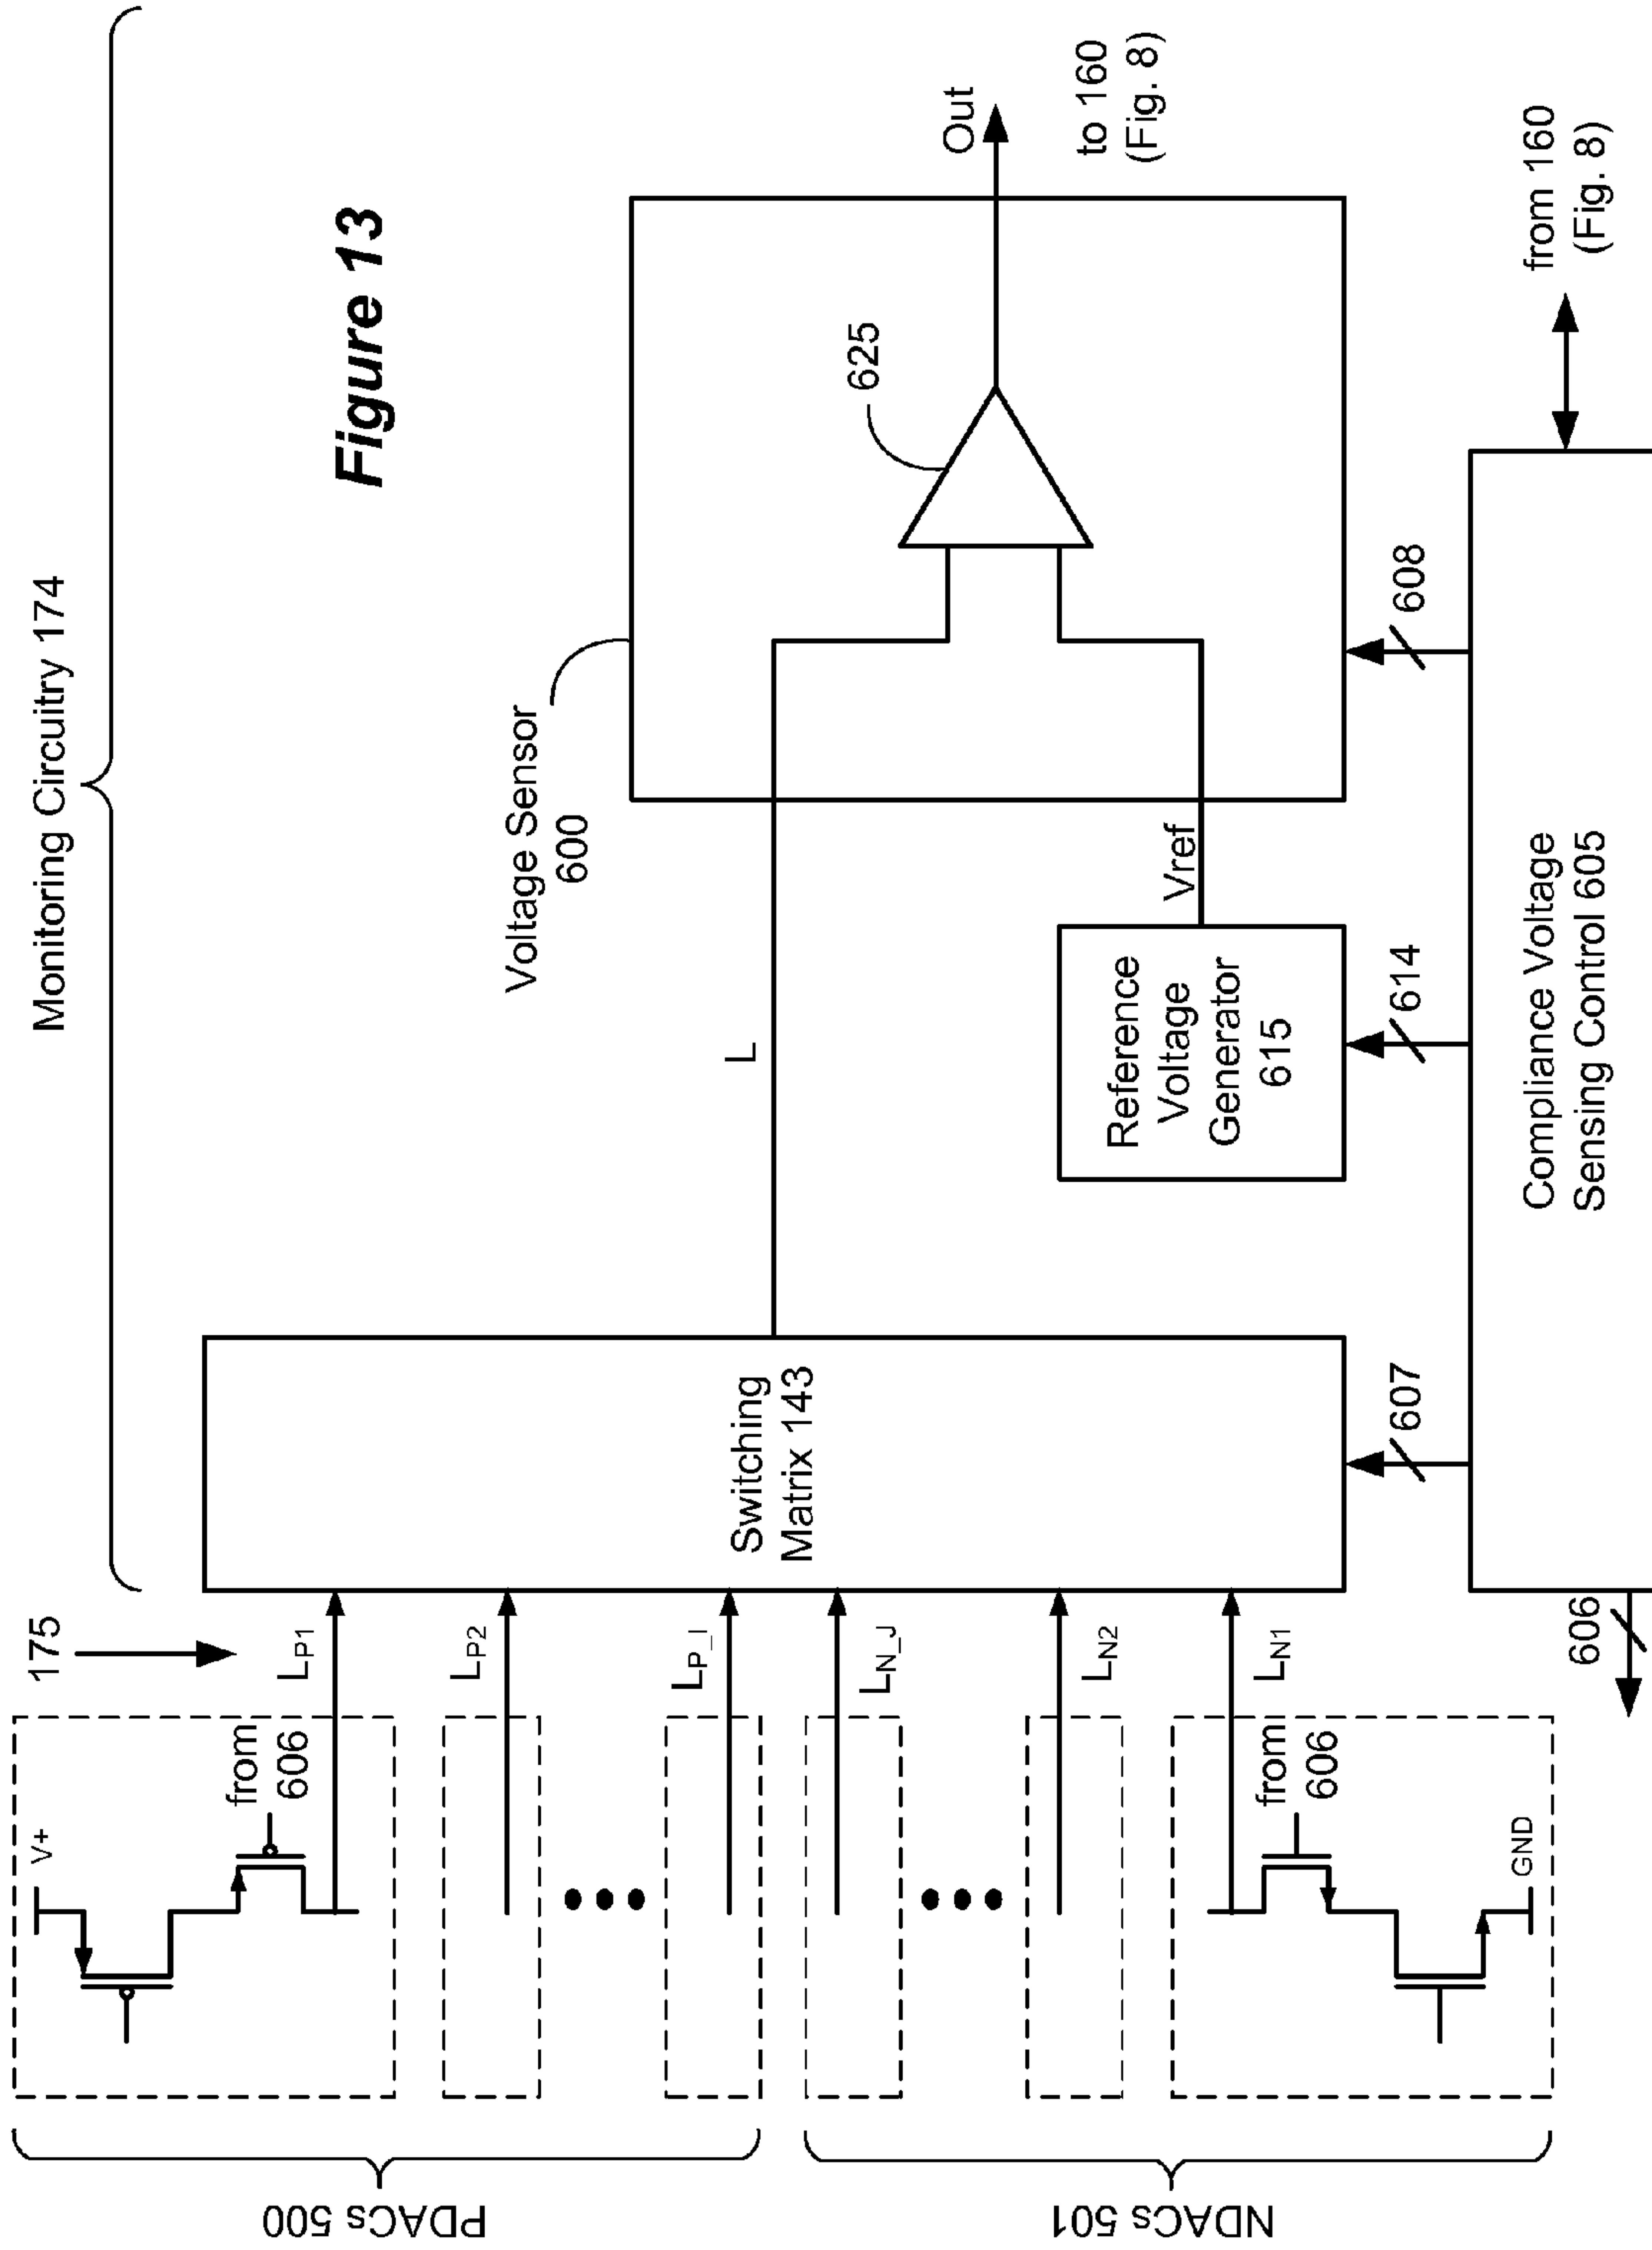 Monitoring Circuitry 174
Figure 13
PDACs 500
NDACs 501
V+
from
606
175
LP1
LP2
LP_I
LN_J
LN2
LN1
from
606
GND
Switching
Matrix 143
L
Voltage Sensor
600
625
Out
to 160
(Fig. 8)
Vref
Reference
Voltage
Generator
615
607
614
608
606
Compliance Voltage
Sensing Control 605
from 160
(Fig. 8)